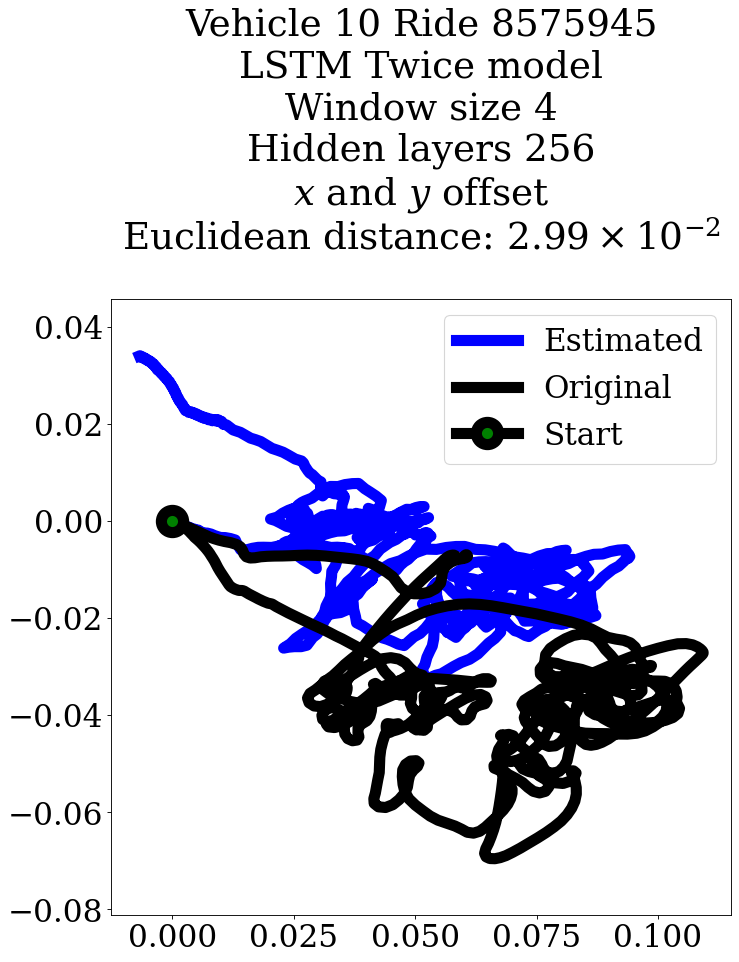 Vehicle 10 Ride 8575945
LSTM Twice model
Window size 4
Hidden layers 256
x and y offset
Euclidean distance: 2.99 × 10⁻²
Estimated
Original
Start
0.04
0.02
0.00
−0.02
−0.04
−0.06
−0.08
0.000 0.025 0.050 0.075 0.100